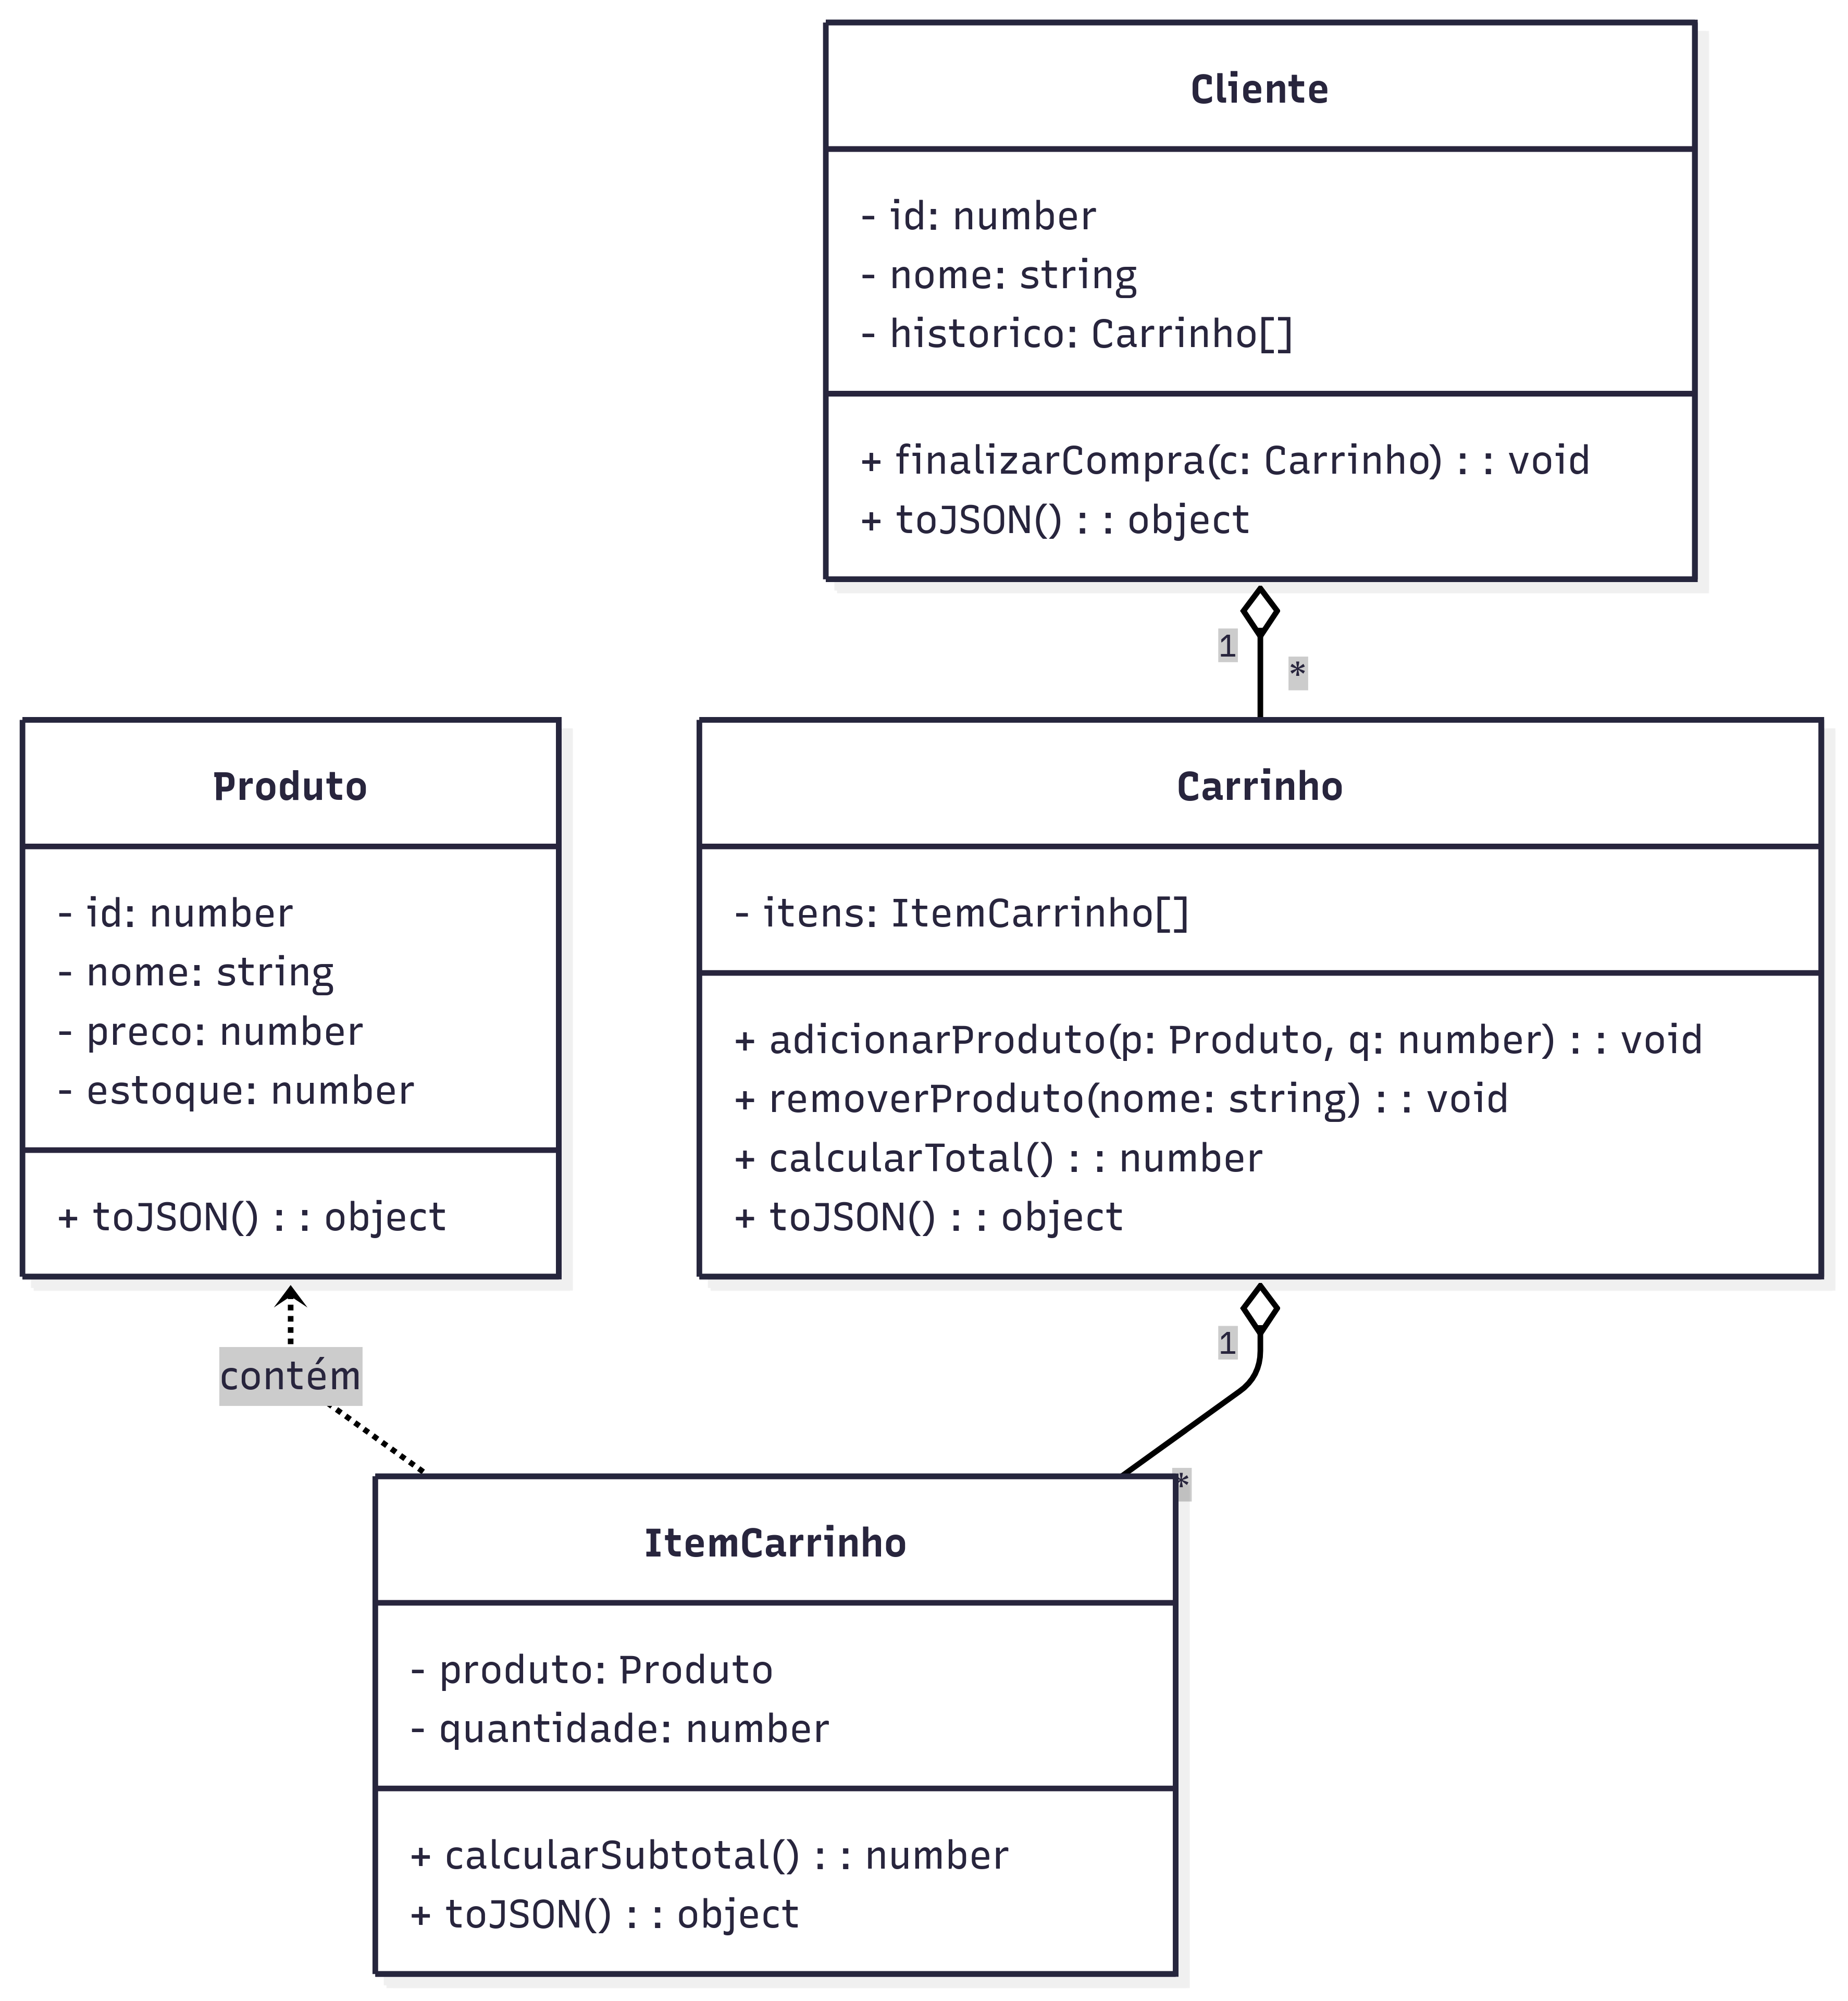 Cliente
- id: number
- nome: string
- historico: Carrinho[]
+ finalizarCompra(c: Carrinho) : : void
+ toJSON() : : object
1
*
Produto
- id: number
- nome: string
- preco: number
- estoque: number
+ toJSON() : : object
Carrinho
- itens: ItemCarrinho[]
+ adicionarProduto(p: Produto, q: number) : : void
+ removerProduto(nome: string) : : void
+ calcularTotal() : : number
+ toJSON() : : object
contém
1
*
ItemCarrinho
- produto: Produto
- quantidade: number
+ calcularSubtotal() : : number
+ toJSON() : : object